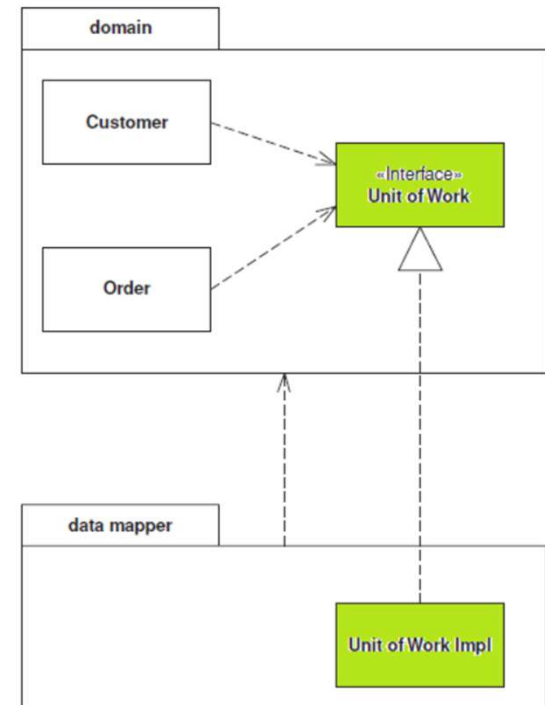 domain
Customer
«Interface»
Unit of Work
Order
data mapper
Unit of Work Impl